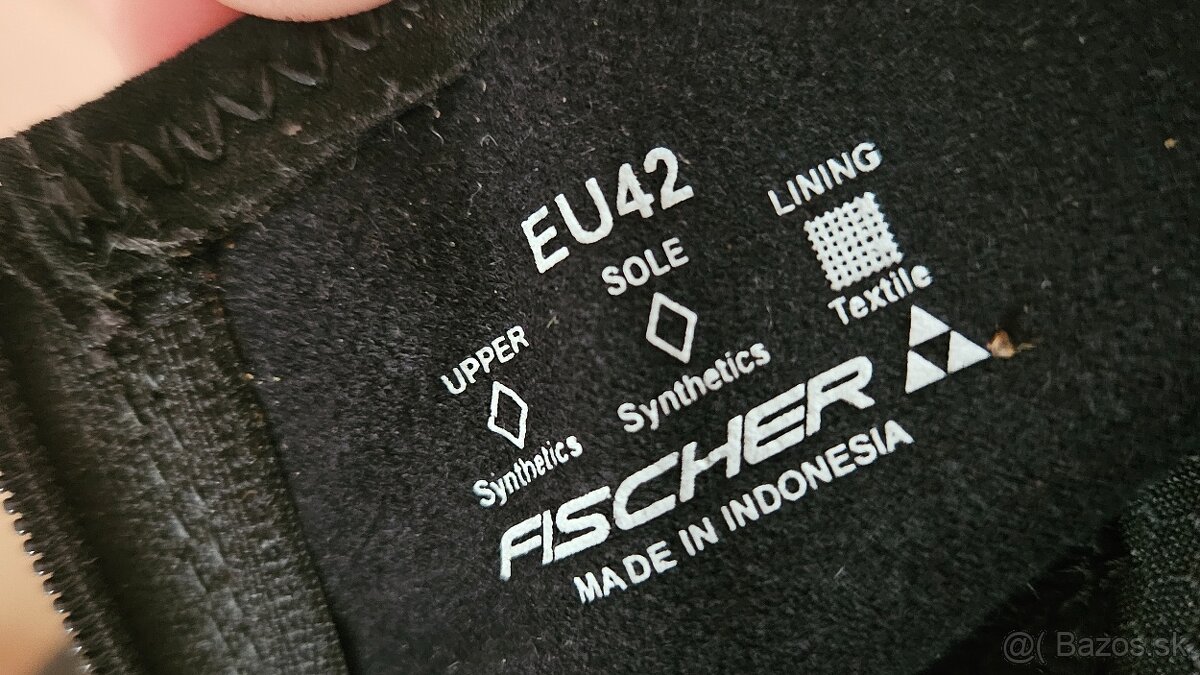 EU42
UPPER
Synthetics
SOLE
Synthetics
LINING
Textile
FISCHER
MADE IN INDONESIA
@( Bazos.sk